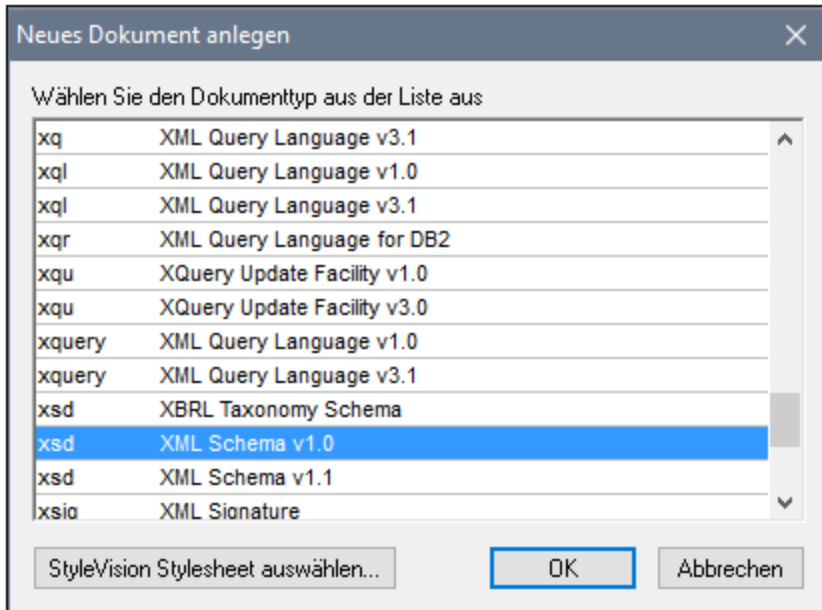 Neues Dokument anlegen
Wählen Sie den Dokumenttyp aus der Liste aus
xq XML Query Language v3.1
xql XML Query Language v1.0
xql XML Query Language v3.1
xqr XML Query Language for DB2
xqu XQuery Update Facility v1.0
xqu XQuery Update Facility v3.0
xquery XML Query Language v1.0
xquery XML Query Language v3.1
xsd XBRL Taxonomy Schema
xsd XML Schema v1.0
xsd XML Schema v1.1
xsig XML Signature
StyleVision Stylesheet auswählen... OK Abbrechen